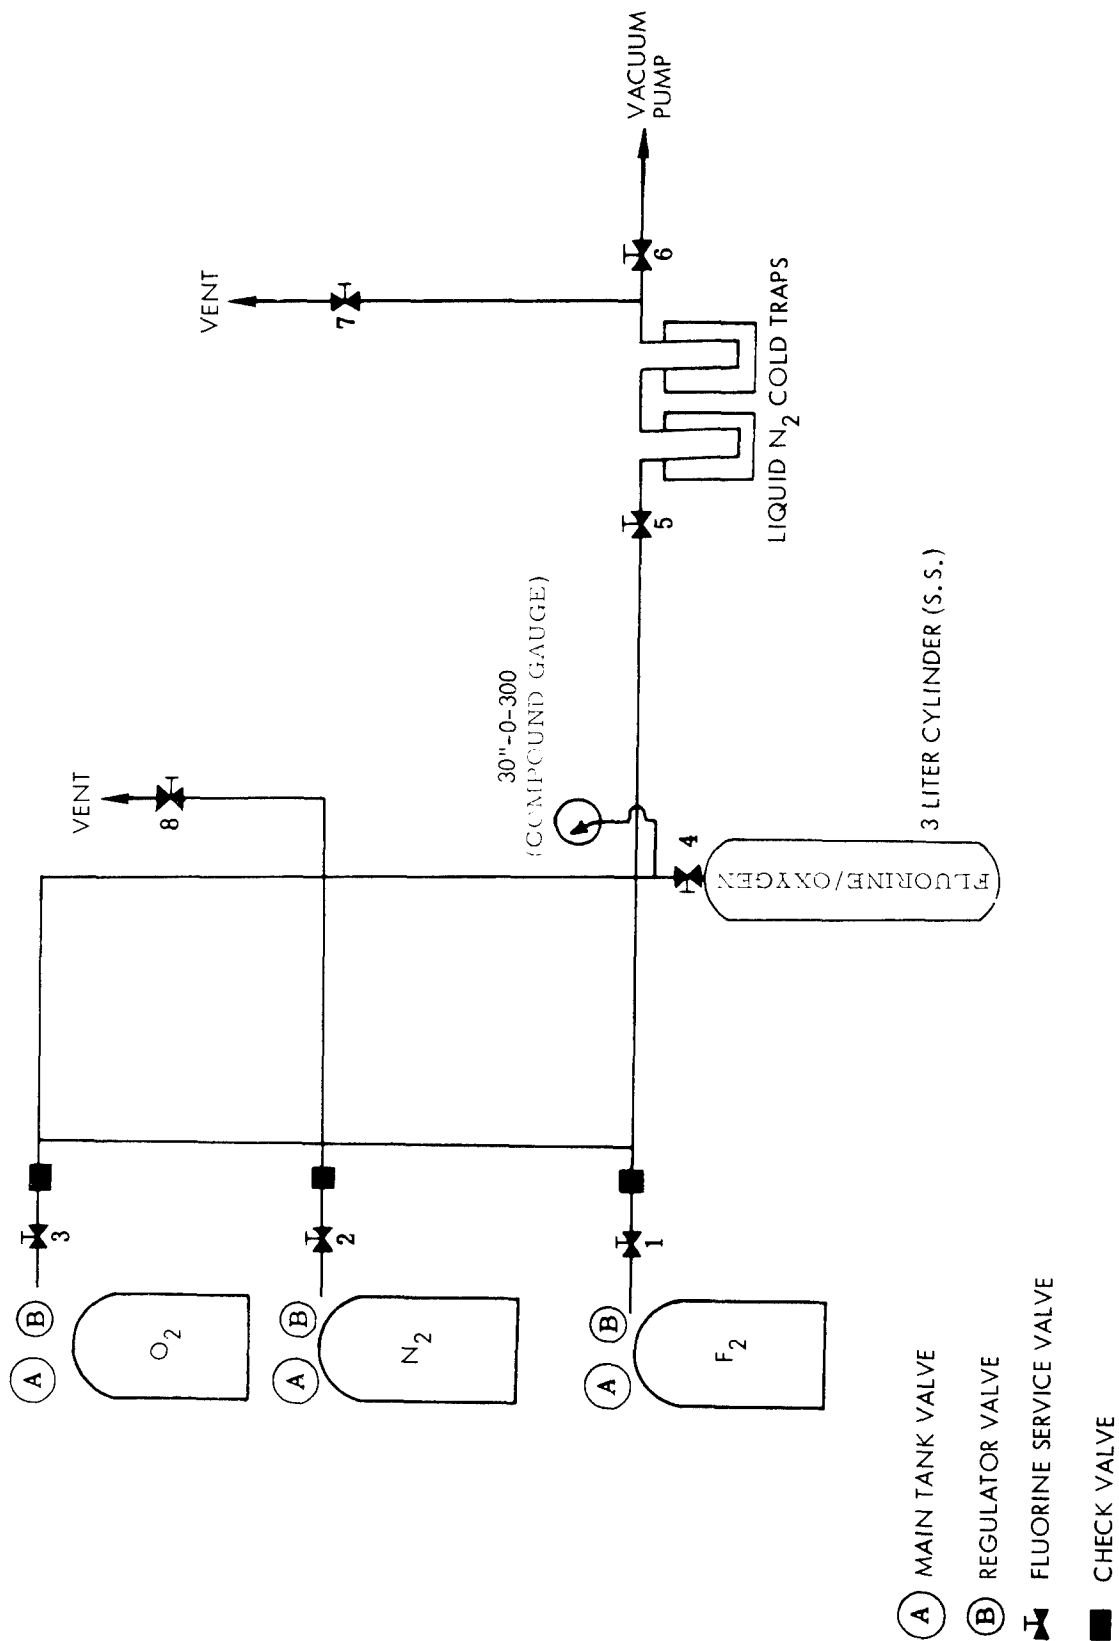 VACUUM
PUMP
6
VENT
7
LIQUID N₂ COLD TRAPS
5
30"-0-300
(COMPOUND GAUGE)
VENT
8
4
FLUORINE/OXYGEN
3 LITER CYLINDER (S.S.)
3
2
1
A
B
O₂
A
B
N₂
A
B
F₂
A MAIN TANK VALVE
B REGULATOR VALVE
FLUORINE SERVICE VALVE
CHECK VALVE